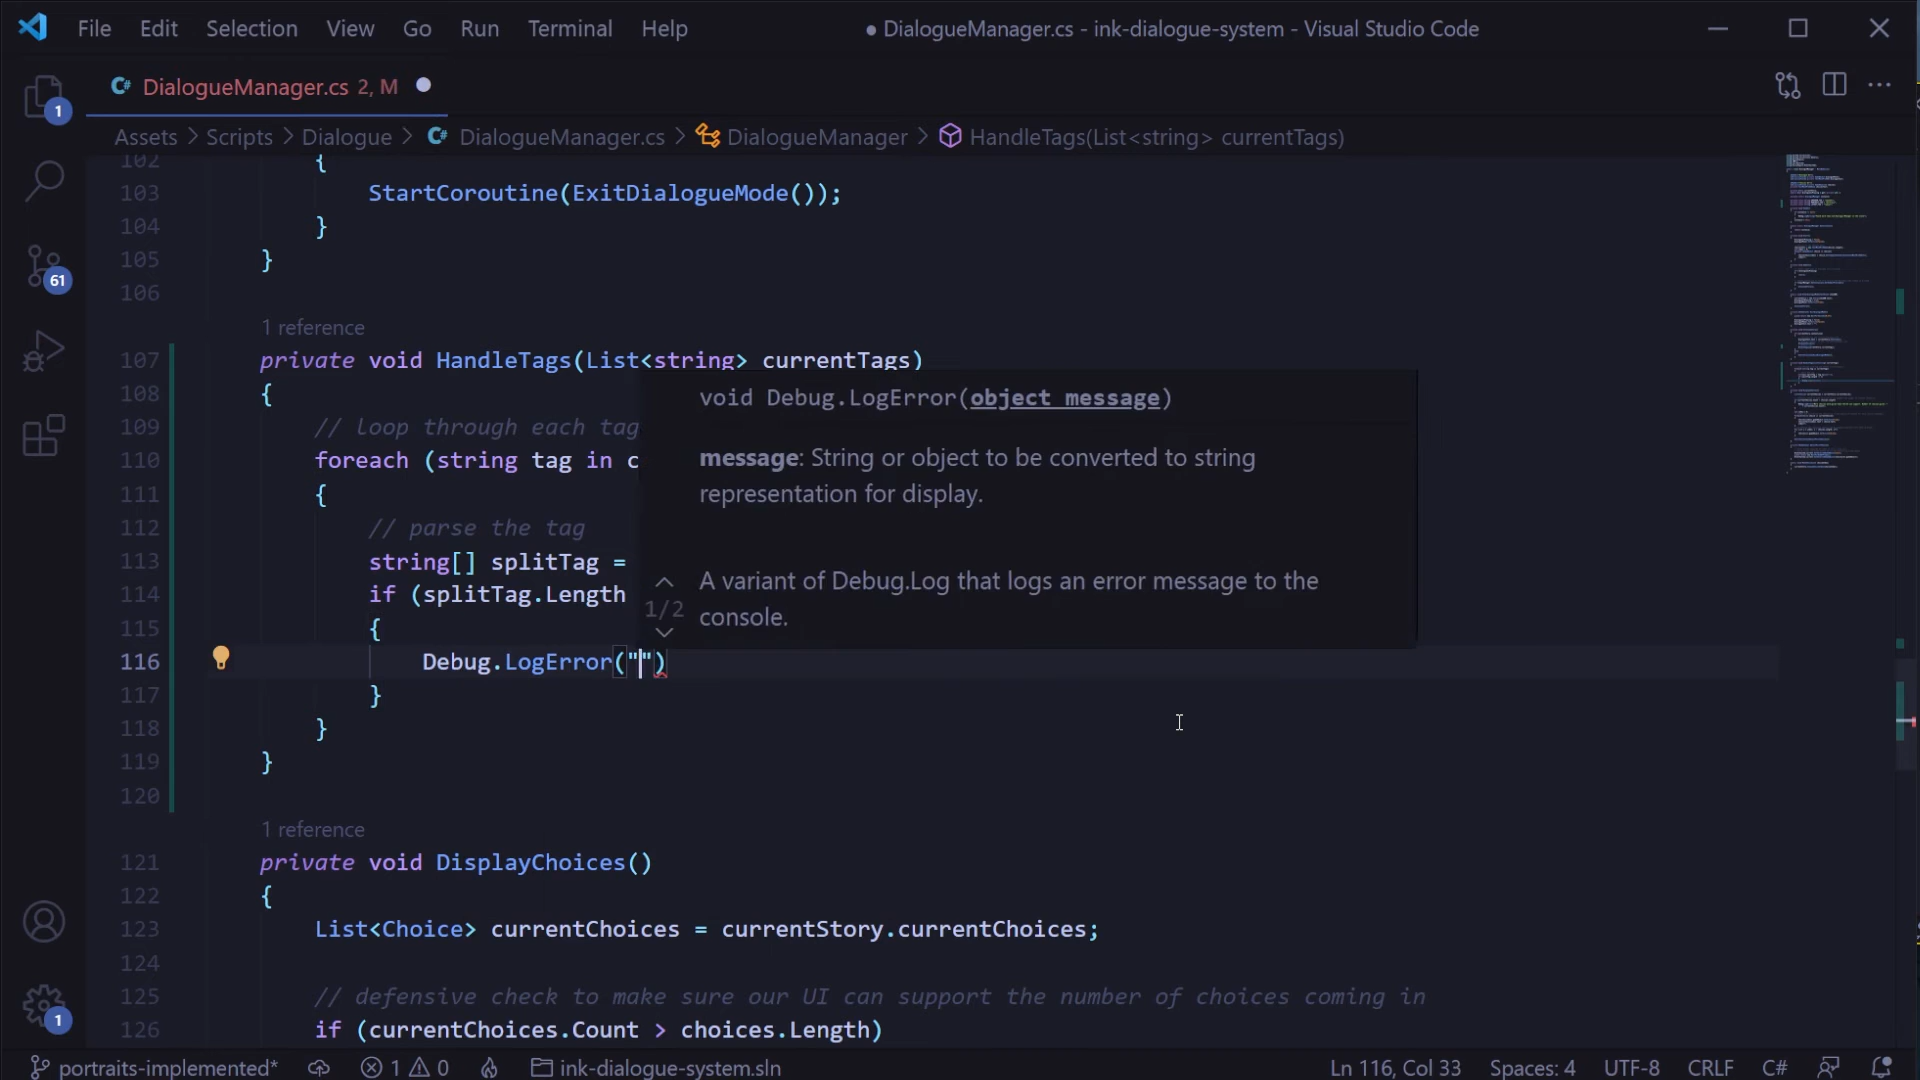 File Edit Selection View Go Run Terminal Help ● DialogueManager.cs - ink-dialogue-system - Visual Studio Code
DialogueManager.cs 2, M
Assets > Scripts > Dialogue > DialogueManager.cs > DialogueManager > HandleTags(List<string> currentTags)
102 {
103 StartCoroutine(ExitDialogueMode());
104 }
105 }
106
1 reference
107 private void HandleTags(List<string> currentTags)
108 {
109 // loop through each tag
110 foreach (string tag in c
111 {
112 // parse the tag
113 string[] splitTag =
114 if (splitTag.Length
115 {
116 Debug.LogError("")
117 }
118 }
119 }
120
void Debug.LogError(object message)
message: String or object to be converted to string
representation for display.
A variant of Debug.Log that logs an error message to the
console.
1/2
1 reference
121 private void DisplayChoices()
122 {
123 List<Choice> currentChoices = currentStory.currentChoices;
124
125 // defensive check to make sure our UI can support the number of choices coming in
126 if (currentChoices.Count > choices.Length)
1
61
1
portraits-implemented* 1 0 ink-dialogue-system.sln Ln 116, Col 33 Spaces: 4 UTF-8 CRLF C#